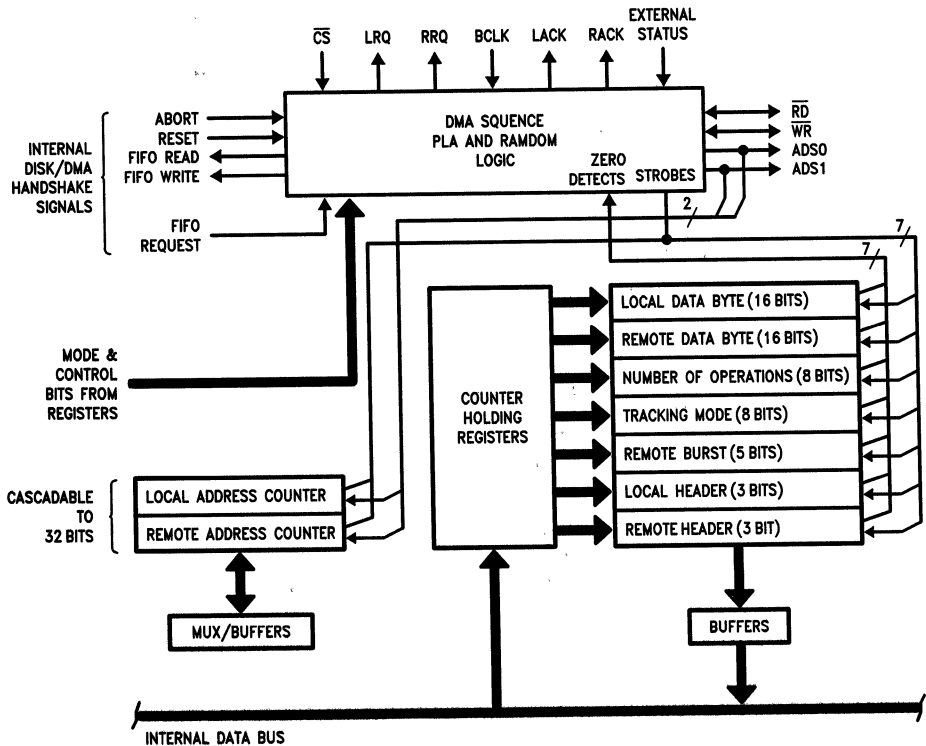 EXTERNAL
STATUS
CS LRQ RRQ BCLK LACK RACK
DMA SQUENCE
PLA AND RAMDOM
LOGIC
ZERO
DETECTS STROBES
INTERNAL
DISK/DMA
HANDSHAKE
SIGNALS
ABORT
RESET
FIFO READ
FIFO WRITE
FIFO
REQUEST
RD
WR
ADS0
ADS1
2
7
7
MODE &
CONTROL
BITS FROM
REGISTERS
COUNTER
HOLDING
REGISTERS
LOCAL DATA BYTE (16 BITS)
REMOTE DATA BYTE (16 BITS)
NUMBER OF OPERATIONS (8 BITS)
TRACKING MODE (8 BITS)
REMOTE BURST (5 BITS)
LOCAL HEADER (3 BITS)
REMOTE HEADER (3 BIT)
CASCADABLE
TO
32 BITS
LOCAL ADDRESS COUNTER
REMOTE ADDRESS COUNTER
MUX/BUFFERS
BUFFERS
INTERNAL DATA BUS